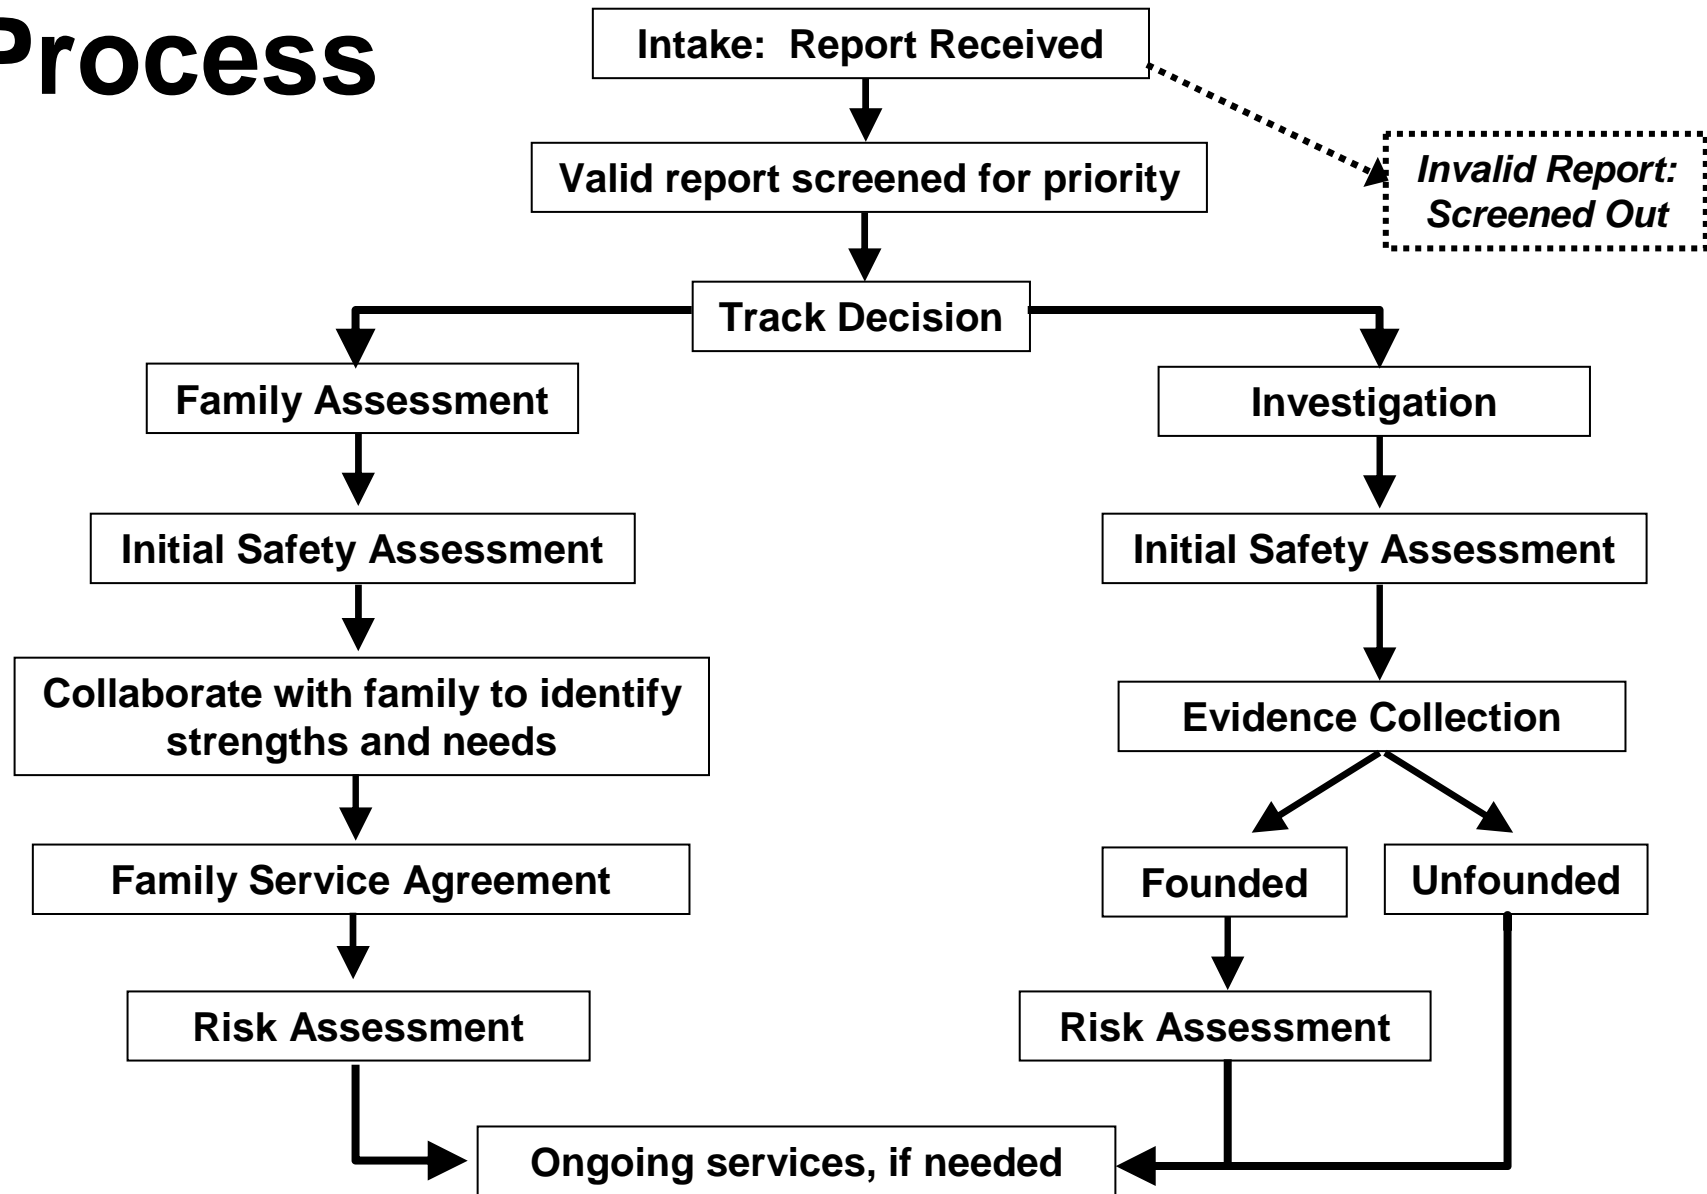 Process
Intake:  Report Received
Invalid Report:
Screened Out
Valid report screened for priority
Track Decision
Family Assessment
Investigation
Initial Safety Assessment
Initial Safety Assessment
Collaborate with family to identify
strengths and needs
Evidence Collection
Family Service Agreement
Founded
Unfounded
Risk Assessment
Risk Assessment
Ongoing services, if needed